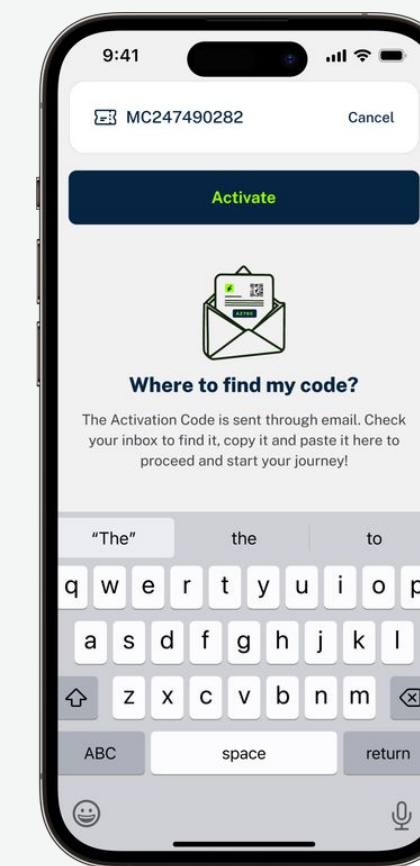 9:41
MC247490282 Cancel
Activate
Where to find my code?
The Activation Code is sent through email. Check
your inbox to find it, copy it and paste it here to
proceed and start your journey!
“The” the to
q w e r t y u i o p
a s d f g h j k l
z x c v b n m
ABC space return